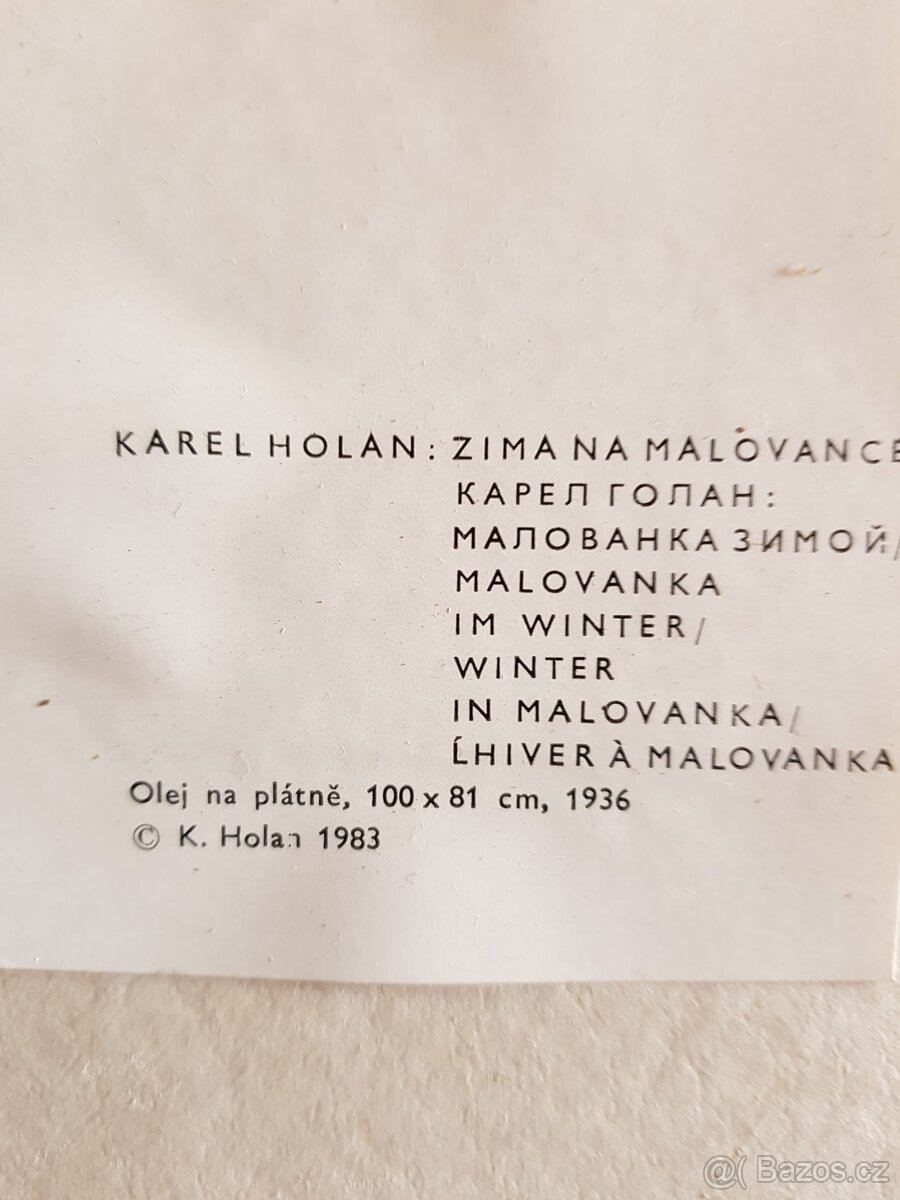 KAREL HOLAN: ZIMA NA MALOVANCE
КАРЕЛ ГОЛАН:
МАЛОВАНКА ЗИМОЙ/
MALOVANKA
IM WINTER/
WINTER
IN MALOVANKA/
ĹHIVER À MALOVANKA
Olej na plátně, 100 x 81 cm, 1936
© K. Holan 1983
@( Bazos.cz